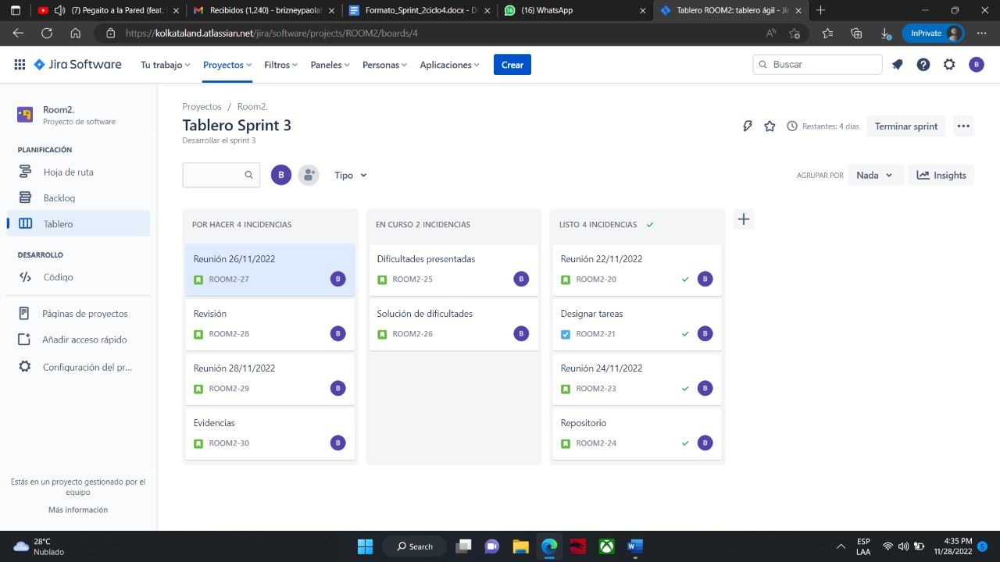 (7) Pegaito a la Pared (feat.
Recibidos (1,240) - brizneypaola
Formato_Sprint_2ciclo4.docx - D
(16) WhatsApp
Tablero ROOM2: tablero ágil - Ji
https://kolkataland.atlassian.net/jira/software/projects/ROOM2/boards/4
InPrivate
Jira Software
Tu trabajo
Proyectos
Filtros
Paneles
Personas
Aplicaciones
Crear
Buscar
B
Room2.
Proyecto de software
PLANIFICACIÓN
Hoja de ruta
Backlog
Tablero
DESARROLLO
Código
Páginas de proyectos
Añadir acceso rápido
Configuración del pr...
Estás en un proyecto gestionado por el
equipo
Más información
Proyectos / Room2.
Tablero Sprint 3
Desarrollar el sprint 3
Restantes: 4 días
Terminar sprint
B
Tipo
AGRUPAR POR
Nada
Insights
POR HACER 4 INCIDENCIAS
Reunión 26/11/2022
ROOM2-27 B
Revisión
ROOM2-28 B
Reunión 28/11/2022
ROOM2-29 B
Evidencias
ROOM2-30 B
EN CURSO 2 INCIDENCIAS
Dificultades presentadas
ROOM2-25 B
Solución de dificultades
ROOM2-26 B
LISTO 4 INCIDENCIAS
Reunión 22/11/2022
ROOM2-20 B
Designar tareas
ROOM2-21 B
Reunión 24/11/2022
ROOM2-23 B
Repositorio
ROOM2-24 B
28°C
Nublado
Search
ESP
LAA
4:35 PM
11/28/2022
5